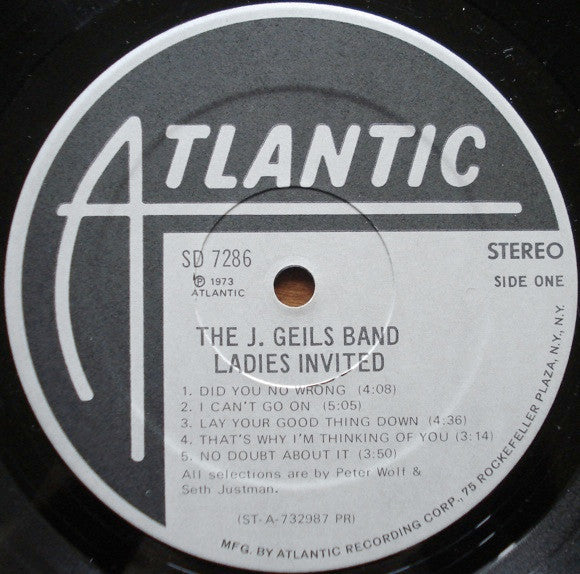 ATLANTIC
SD 7286
Ⓟ 1973
ATLANTIC
STEREO
SIDE ONE
THE J. GEILS BAND
LADIES INVITED
1. DID YOU NO WRONG (4:08)
2. I CAN'T GO ON (5:05)
3. LAY YOUR GOOD THING DOWN (4:36)
4. THAT'S WHY I'M THINKING OF YOU (3:14)
5. NO DOUBT ABOUT IT (3:50)
All selections are by Peter Wolf &
Seth Justman.
(ST-A-732987 PR)
MFG. BY ATLANTIC RECORDING CORP., 75 ROCKEFELLER PLAZA, N.Y., N.Y.